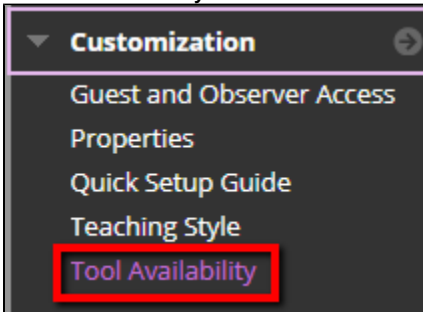 Customization
Guest and Observer Access
Properties
Quick Setup Guide
Teaching Style
Tool Availability